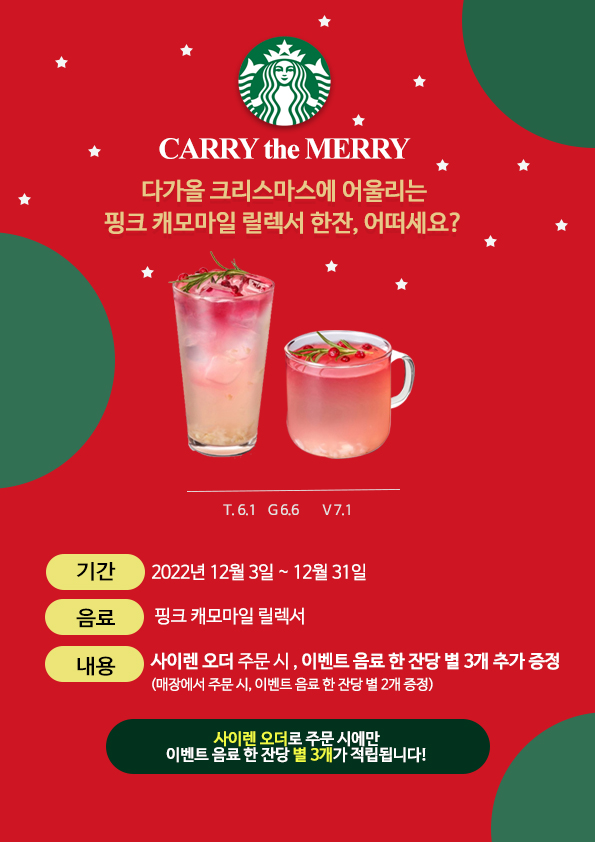 CARRY the MERRY
다가올 크리스마스에 어울리는
핑크 캐모마일 릴렉서 한잔, 어떠세요?
T. 6.1 G 6.6 V 7.1
기간 2022년 12월 3일 ~ 12월 31일
음료 핑크 캐모마일 릴렉서
내용 사이렌 오더 주문 시 , 이벤트 음료 한 잔당 별 3개 추가 증정
(매장에서 주문 시, 이벤트 음료 한 잔당 별 2개 증정)
사이렌 오더로 주문 시에만
이벤트 음료 한 잔당 별 3개가 적립됩니다!